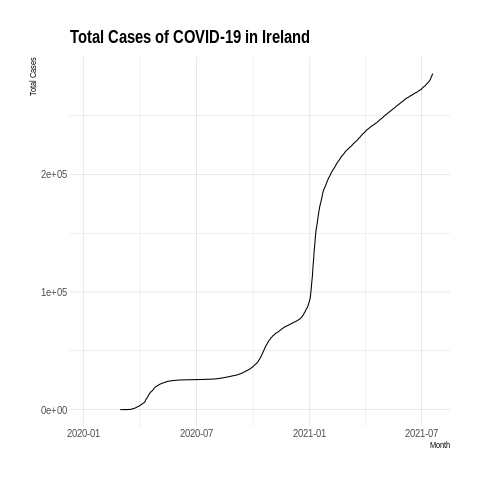 Total Cases of COVID-19 in Ireland
Total Cases
2e+05
1e+05
0e+00
2020-01 2020-07 2021-01 2021-07
Month